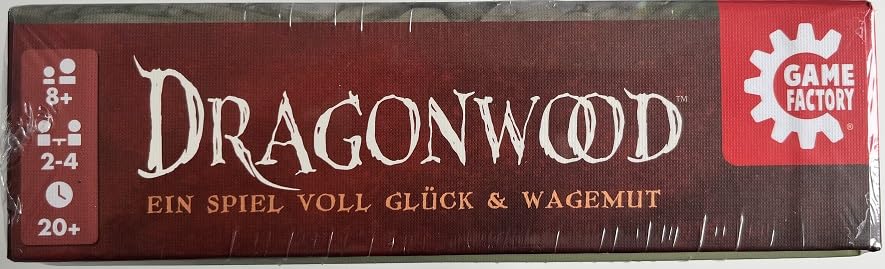 8+
2-4
20+
DRAGONWOOD™
EIN SPIEL VOLL GLÜCK & WAGEMUT
GAME
FACTORY®